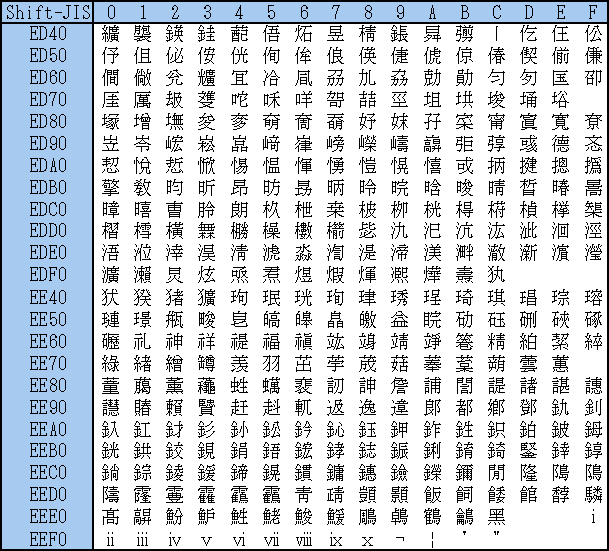 Shift-JIS 0 1 2 3 4 5 6 7 8 9 A B C D E F
ED40 纊 褜 鍈 銈 蓜 俉 炻 昱 棈 鋹 曻 彅 丨 仡 仼 伀
ED50 伃 伹 佖 侒 侊 侚 侔 俍 偀 倢 俿 倞 偆 偰 偂 傔
ED60 僴 僘 兊 兤 冝 冾 凬 刕 劜 劦 勀 勛 匀 匇 匤 卲
ED70 厓 厲 叝 﨎 咜 咊 咩 哿 喆 坙 坥 垬 埈 埇 﨏
ED80 塚 增 墲 夋 奓 奛 奝 奣 妤 妺 孖 寀 甯 寘 寬 尞
ED90 岦 岺 峵 崧 嵓 﨑 嵂 嵭 嶸 嶹 巐 弡 弴 彧 德 忞
EDA0 恝 悅 悊 惞 惕 愠 惲 愑 愷 愰 憘 戓 抦 揵 摠 撝
EDB0 擎 敎 昀 昕 昻 昉 昮 昞 昤 晥 晗 晙 晴 晳 暙 暠
EDC0 暲 暿 曺 朎 朗 杦 枻 桒 柀 栁 桄 棏 﨓 楨 﨔 榘
EDD0 槢 樰 橫 橆 橳 橾 櫢 櫤 毖 氿 汜 沆 汯 泚 洄 涇
EDE0 浯 涖 涬 淏 淸 淲 淼 渹 湜 渧 渼 溿 澈 澵 濵 瀅
EDF0 瀇 瀨 炅 炫 焏 焄 煜 煆 煇 凞 燁 燾 犱
EE40 犾 猤 猪 獷 玽 珉 珖 珣 珒 琇 珵 琦 琪 琩 琮 瑢
EE50 璉 璟 甁 畯 皂 皜 皞 皛 皦 益 睆 劯 砡 硎 硤 硺
EE60 礰 礼 神 祥 禔 福 禛 竑 竧 靖 竫 箞 精 絈 絜 綷
EE70 綠 緖 繒 罇 羡 羽 茁 荢 荿 菇 菶 葈 蒴 蕓 蕙
EE80 蕫 﨟 薰 蘒 﨡 蠇 裵 訒 訷 詹 誧 誾 諟 諸 諶 譓
EE90 譿 賰 賴 贒 赶 﨣 軏 﨤 逸 遧 郞 都 鄕 鄧 釚 釗
EEA0 釞 釭 釮 釤 釥 鈆 鈐 鈊 鈺 鉀 鈼 鉎 鉙 鉑 鈹 鉧
EEB0 銧 鉷 鉸 鋧 鋗 鋙 鋐 﨧 鋕 鋠 鋓 錥 錡 鋻 﨨 錞
EEC0 鋿 錝 錂 鍰 鍗 鎤 鏆 鏞 鏸 鐱 鑅 鑈 閒 隆 﨩 隝
EED0 隯 霳 霻 靃 靍 靏 靑 靕 顗 顥 飯 飼 餧 館 馞 驎
EEE0 髙 髜 魵 魲 鮏 鮱 鮻 鰀 鵰 鵫 鶴 鸙 黑 ⅰ
EEF0 ⅱ ⅲ ⅳ ⅴ ⅵ ⅶ ⅷ ⅸ ⅹ ￢ ￤ ＇ ＂